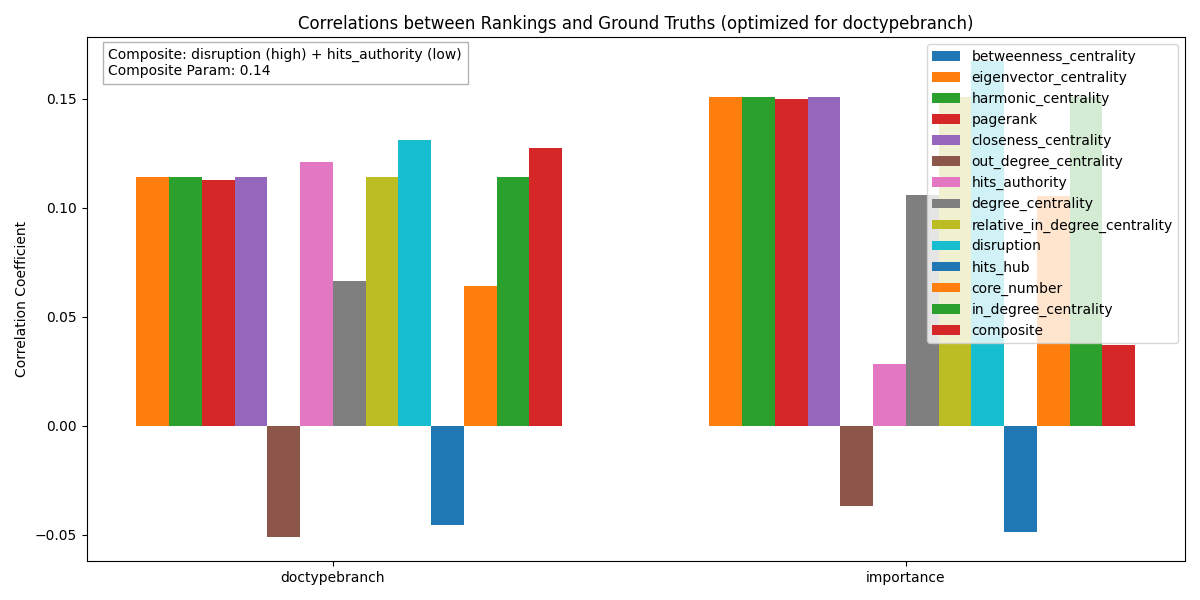 Correlations between Rankings and Ground Truths (optimized for doctypebranch)
Composite: disruption (high) + hits_authority (low)
Composite Param: 0.14
betweenness_centrality
eigenvector_centrality
harmonic_centrality
pagerank
closeness_centrality
out_degree_centrality
hits_authority
degree_centrality
relative_in_degree_centrality
disruption
hits_hub
core_number
in_degree_centrality
composite
Correlation Coefficient
0.15
0.10
0.05
0.00
−0.05
doctypebranch
importance